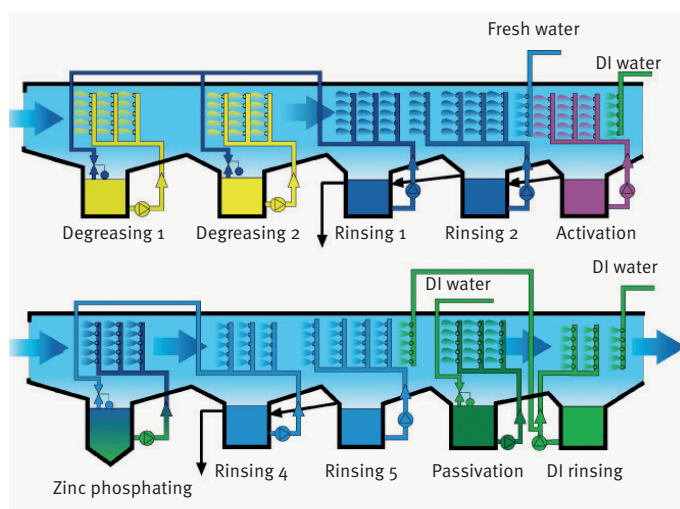 Fresh water
DI water
Degreasing 1
Degreasing 2
Rinsing 1
Rinsing 2
Activation
DI water
DI water
Zinc phosphating
Rinsing 4
Rinsing 5
Passivation
DI rinsing